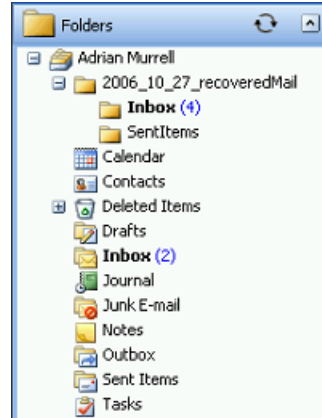 Folders
Adrian Murrell
2006_10_27_recoveredMail
Inbox (4)
SentItems
Calendar
Contacts
Deleted Items
Drafts
Inbox (2)
Journal
Junk E-mail
Notes
Outbox
Sent Items
Tasks